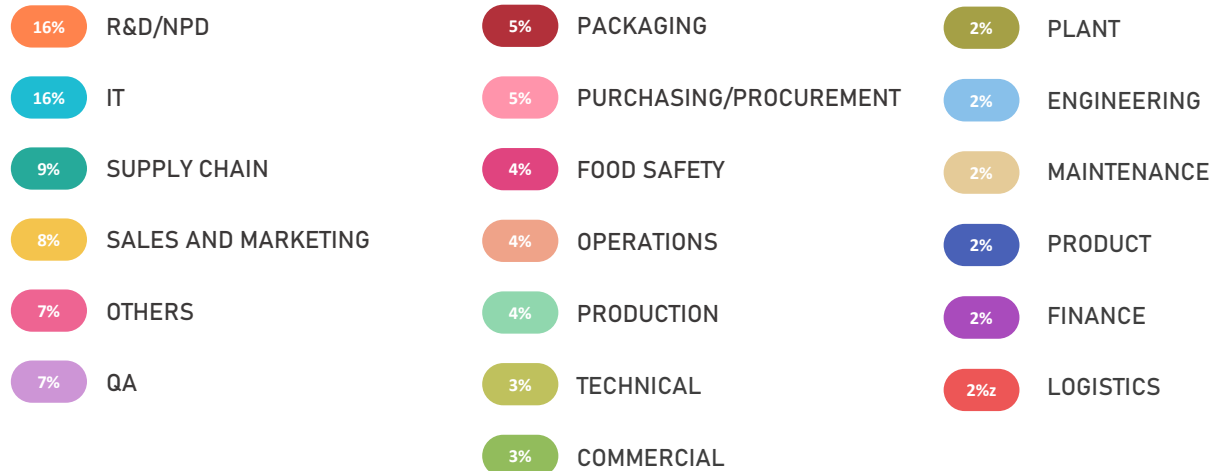 16% R&D/NPD
16% IT
9% SUPPLY CHAIN
8% SALES AND MARKETING
7% OTHERS
7% QA
5% PACKAGING
5% PURCHASING/PROCUREMENT
4% FOOD SAFETY
4% OPERATIONS
4% PRODUCTION
3% TECHNICAL
3% COMMERCIAL
2% PLANT
2% ENGINEERING
2% MAINTENANCE
2% PRODUCT
2% FINANCE
2%z LOGISTICS